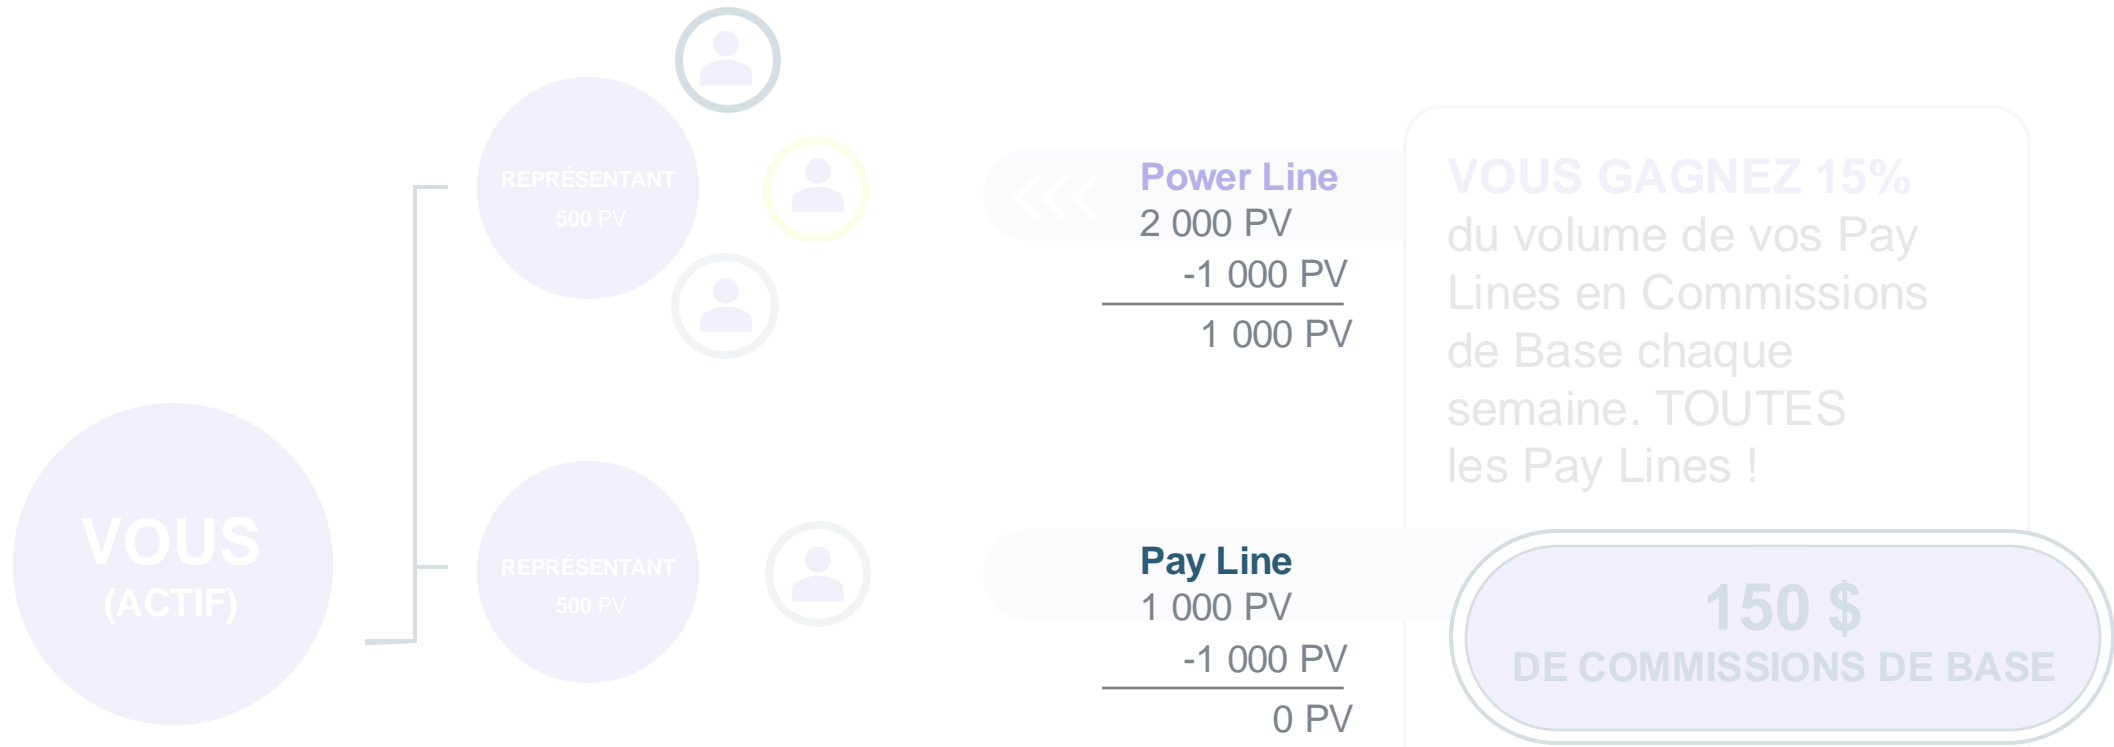 REPRÉSENTANT
500 PV
VOUS
(ACTIF)
REPRÉSENTANT
500 PV
Power Line
2 000 PV
-1 000 PV
1 000 PV
Pay Line
1 000 PV
-1 000 PV
0 PV
VOUS GAGNEZ 15%
du volume de vos Pay
Lines en Commissions
de Base chaque
semaine. TOUTES
les Pay Lines !
150 $
DE COMMISSIONS DE BASE